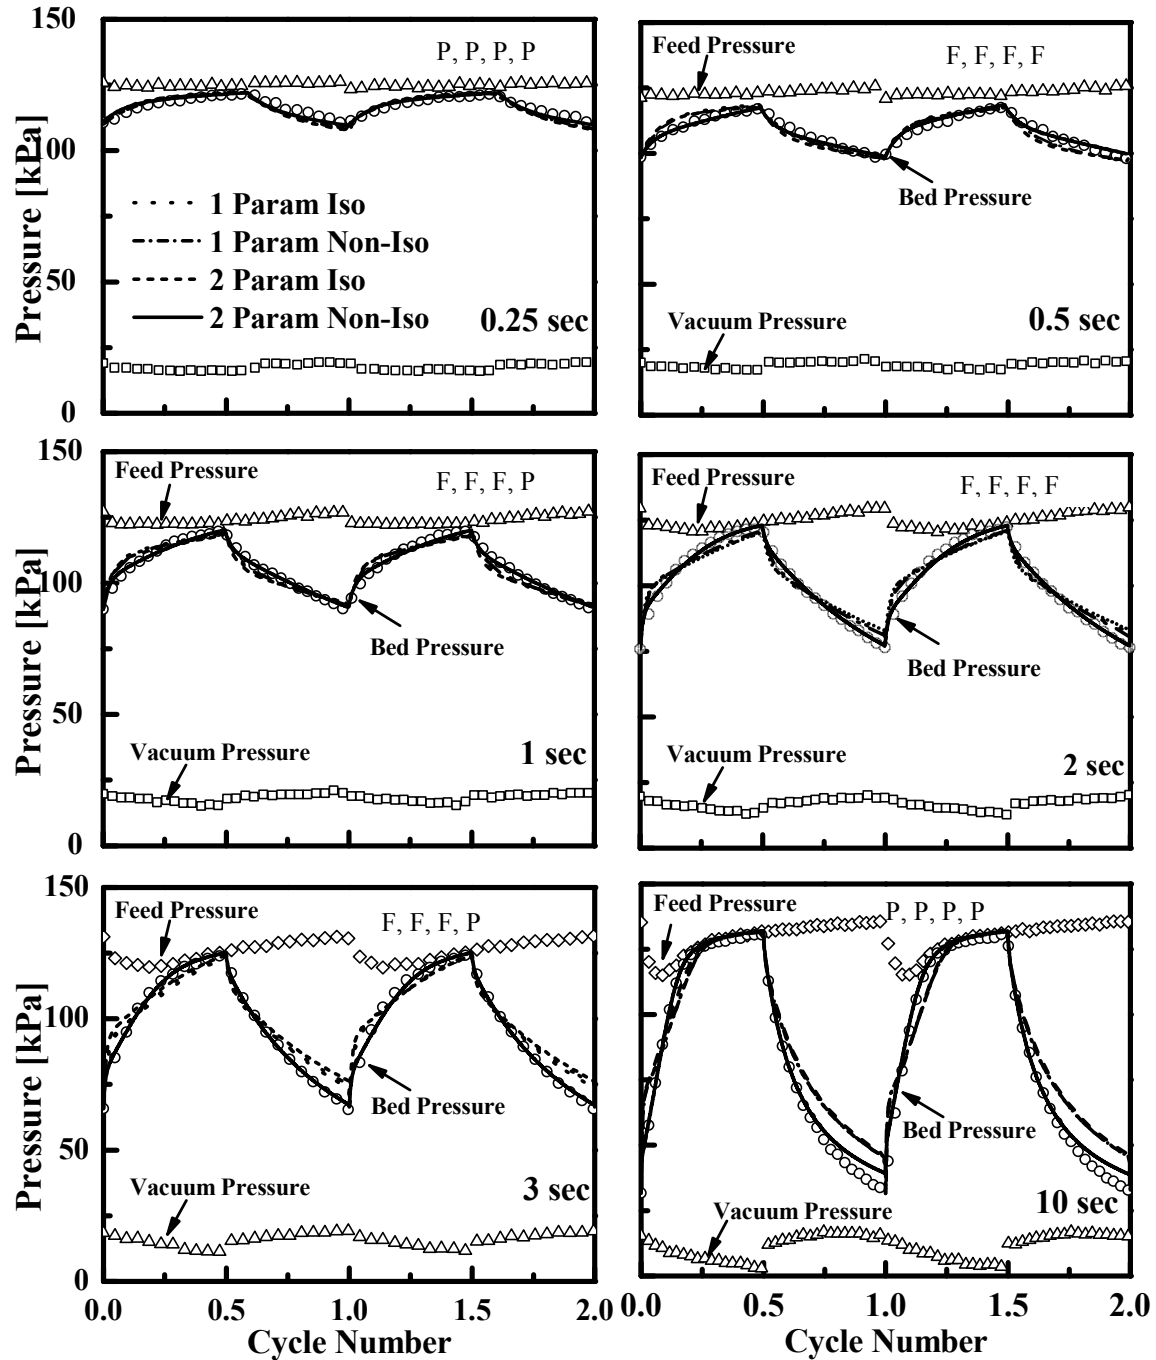 150
P, P, P, P
100
1 Param Iso
1 Param Non-Iso
2 Param Iso
2 Param Non-Iso
50
0.25 sec
0
Pressure [kPa]
Feed Pressure
F, F, F, F
Bed Pressure
Vacuum Pressure
0.5 sec
150
Feed Pressure
F, F, F, P
100
Bed Pressure
50
Vacuum Pressure
1 sec
0
Pressure [kPa]
Feed Pressure
F, F, F, F
Bed Pressure
Vacuum Pressure
2 sec
150
Feed Pressure
F, F, F, P
100
Bed Pressure
50
Vacuum Pressure
3 sec
0
Pressure [kPa]
0.0 0.5 1.0 1.5 2.0
Cycle Number
Feed Pressure
P, P, P, P
Bed Pressure
Vacuum Pressure
10 sec
0.0 0.5 1.0 1.5 2.0
Cycle Number